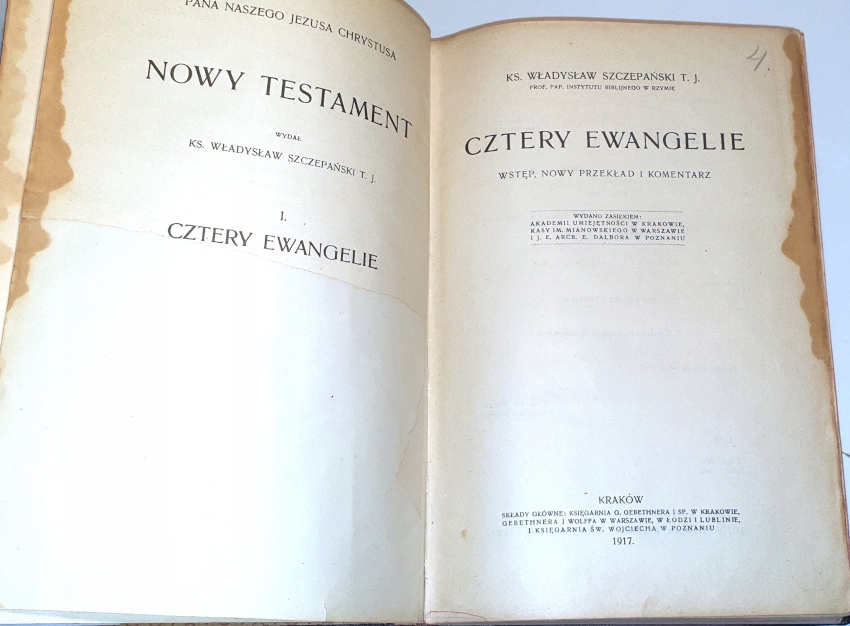 PANA NASZEGO JEZUSA CHRYSTUSA
NOWY TESTAMENT
WYDAŁ
KS. WŁADYSŁAW SZCZEPAŃSKI T. J.
I.
CZTERY EWANGELIE
4.
KS. WŁADYSŁAW SZCZEPAŃSKI T. J.
PROF. PAP. INSTYTUTU BIBLIJNEGO W RZYMIE
CZTERY EWANGELIE
WSTĘP, NOWY PRZEKŁAD I KOMENTARZ
WYDANO ZASIŁKIEM:
AKADEMII UMIEJĘTNOŚCI W KRAKOWIE,
KASY IM. MIANOWSKIEGO W WARSZAWIE
I J. E. ARCB. E. DALBORA W POZNANIU
KRAKÓW
SKŁADY GŁÓWNE: KSIĘGARNIA G. GEBETHNERA I SP. W KRAKOWIE,
GEBETHNERA I WOLFFA W WARSZAWIE, W ŁODZI I LUBLINIE,
I KSIĘGARNIA ŚW. WOJCIECHA W POZNANIU
1917.